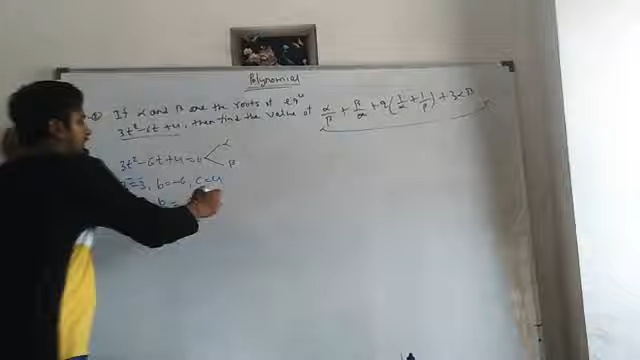 Polynomial
If α and β are the roots of eqⁿ
3t²-6t+4, then find the value of α/β + β/α + 2(1/α + 1/β) + 3αβ
3t²-6t+4=0 α β
=3, b=-6, c=4
b =